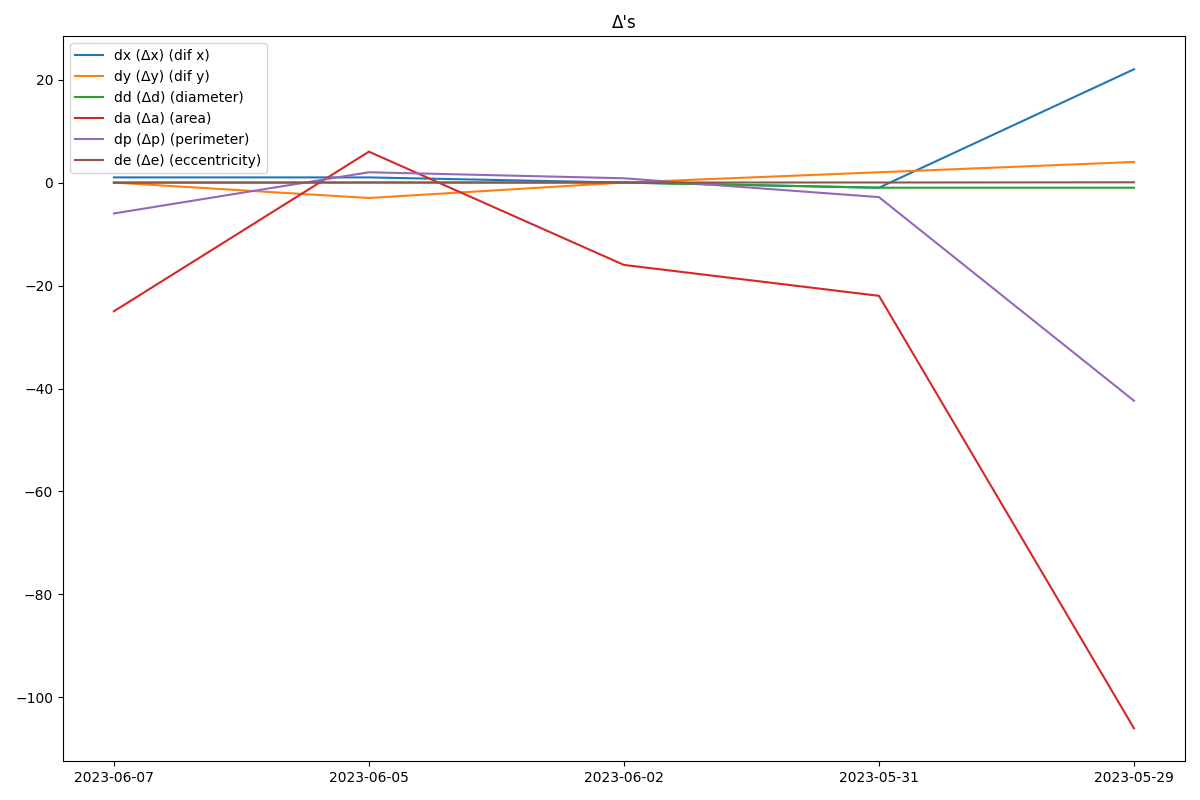 Δ's
dx (Δx) (dif x)
dy (Δy) (dif y)
dd (Δd) (diameter)
da (Δa) (area)
dp (Δp) (perimeter)
de (Δe) (eccentricity)
20
0
−20
−40
−60
−80
−100
2023-06-07
2023-06-05
2023-06-02
2023-05-31
2023-05-29